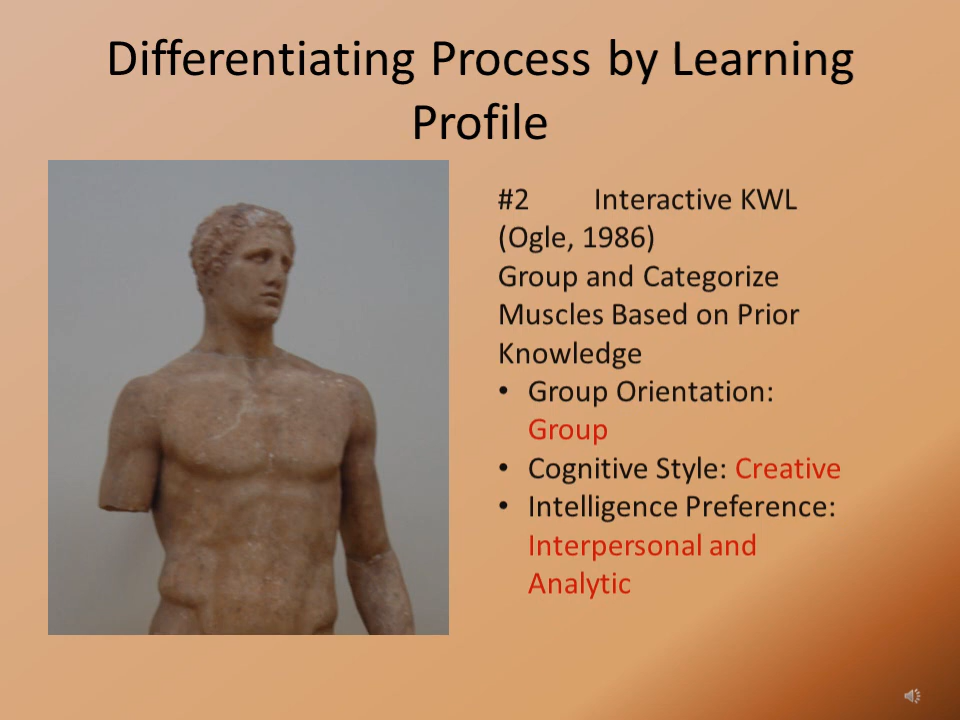 Differentiating Process by Learning
Profile
#2 Interactive KWL
(Ogle, 1986)
Group and Categorize
Muscles Based on Prior
Knowledge
• Group Orientation:
Group
• Cognitive Style: Creative
• Intelligence Preference:
Interpersonal and
Analytic